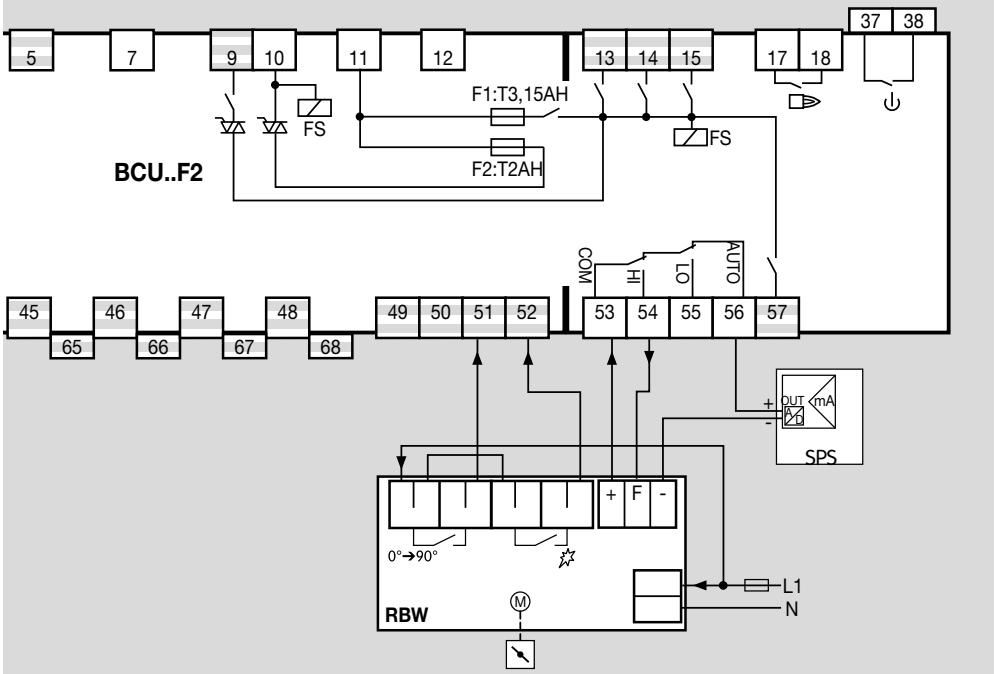 37 38
5 7 9 10 11 12 13 14 15 17 18
F1:T3,15AH
FS
FS
F2:T2AH
BCU..F2
COM
HI
LO
AUTO
45 46 47 48 49 50 51 52 53 54 55 56 57
65 66 67 68
+
-
OUT
A/D
mA
SPS
+ F -
0°→90°
M
RBW
L1
N